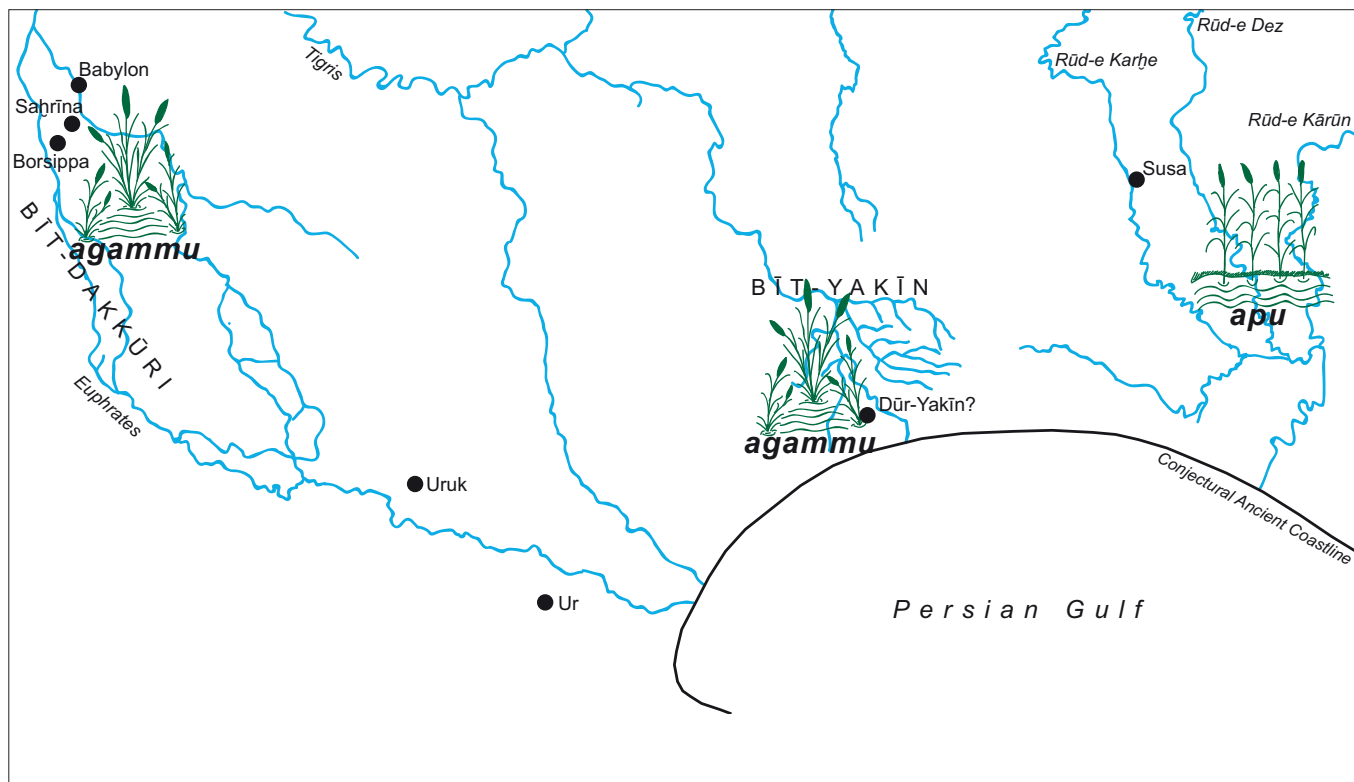 Rūd-e Dez
Tigris
Rūd-e Karḫe
Babylon
Saḫrīna
Rūd-e Kārūn
Borsippa
Susa
BĪT-DAKKŪRI
agammu
BĪT-YAKĪN
apu
Euphrates
Dūr-Yakīn?
agammu
Uruk
Conjectural Ancient Coastline
Ur
Persian Gulf